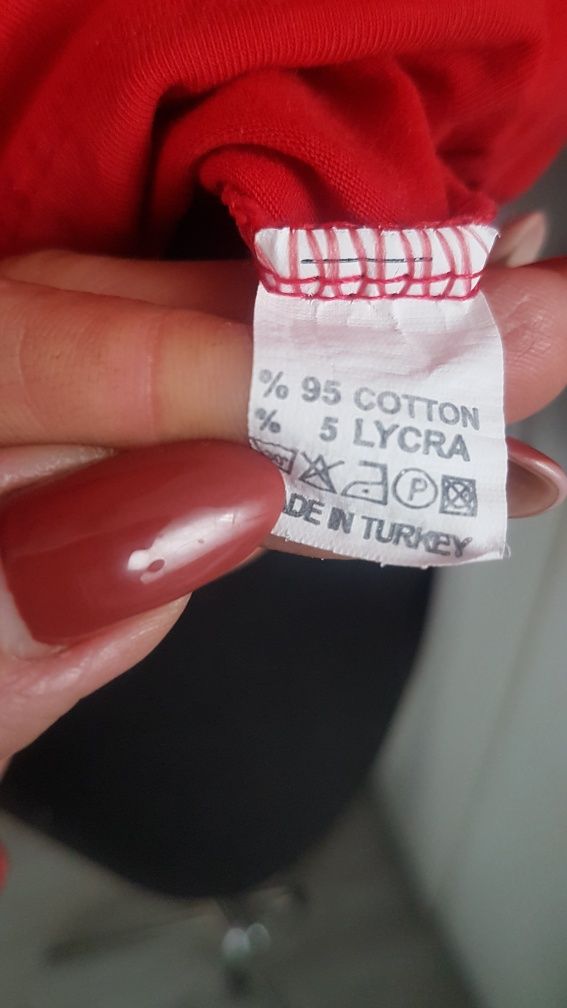 % 95 COTTON
% 5 LYCRA
P
ADE IN TURKEY